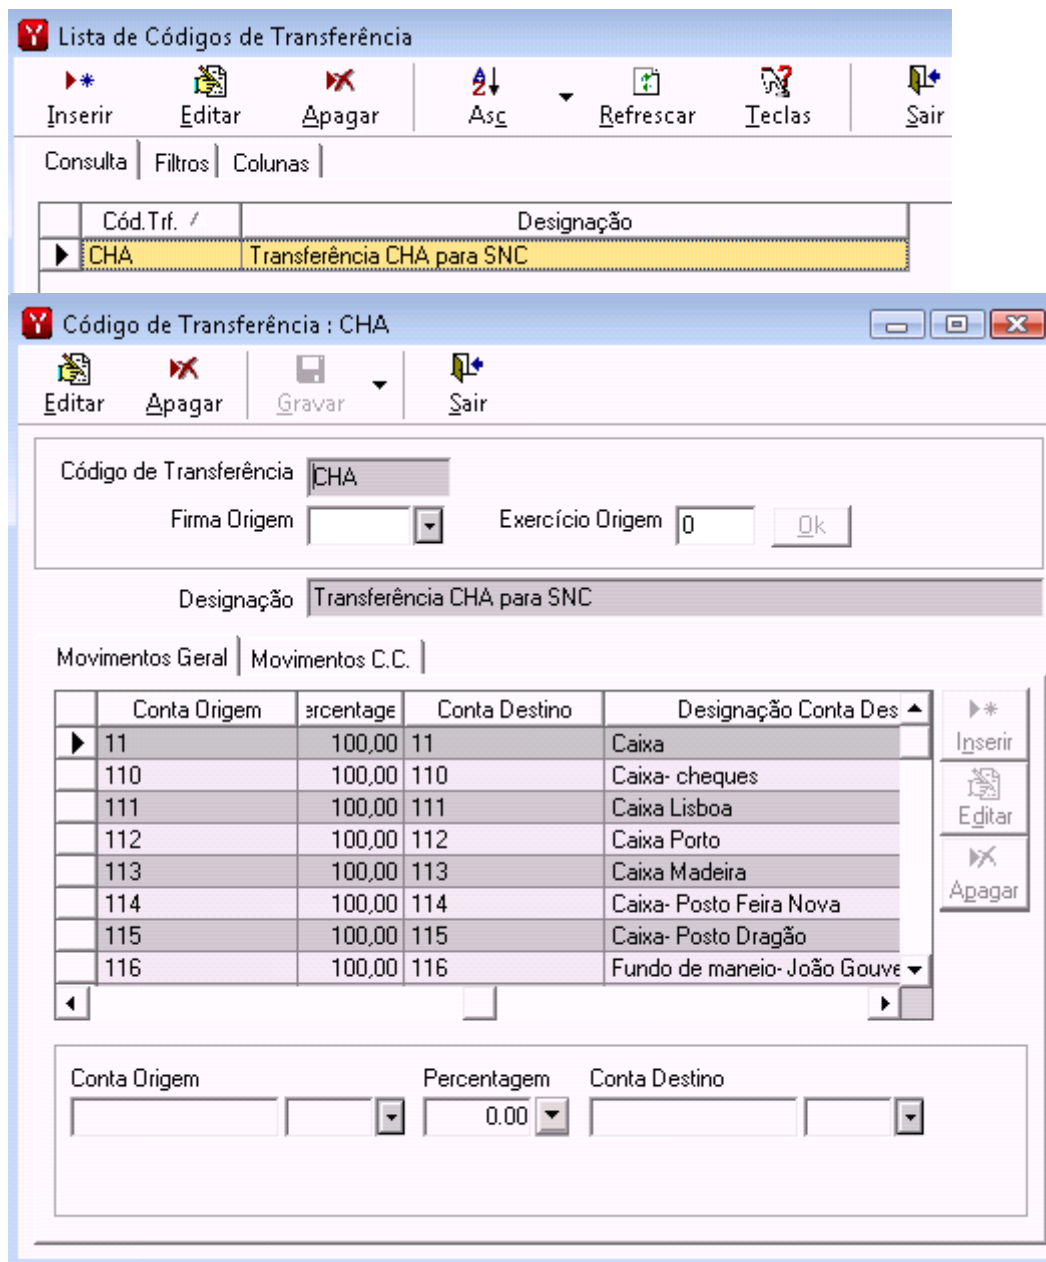 Lista de Códigos de Transferência
Inserir Editar Apagar Asc Refrescar Teclas Sair
Consulta Filtros Colunas
Cód.Trf. Designação
CHA Transferência CHA para SNC
Código de Transferência : CHA
Editar Apagar Gravar Sair
Código de Transferência CHA
Firma Origem Exercício Origem 0 Ok
Designação Transferência CHA para SNC
Movimentos Geral Movimentos C.C.
Conta Origem ercentage Conta Destino Designação Conta Des
11 100,00 11 Caixa Inserir
110 100,00 110 Caixa- cheques
111 100,00 111 Caixa Lisboa Editar
112 100,00 112 Caixa Porto
113 100,00 113 Caixa Madeira
114 100,00 114 Caixa- Posto Feira Nova Apagar
115 100,00 115 Caixa- Posto Dragão
116 100,00 116 Fundo de maneio- João Gouve
Conta Origem Percentagem Conta Destino
0.00